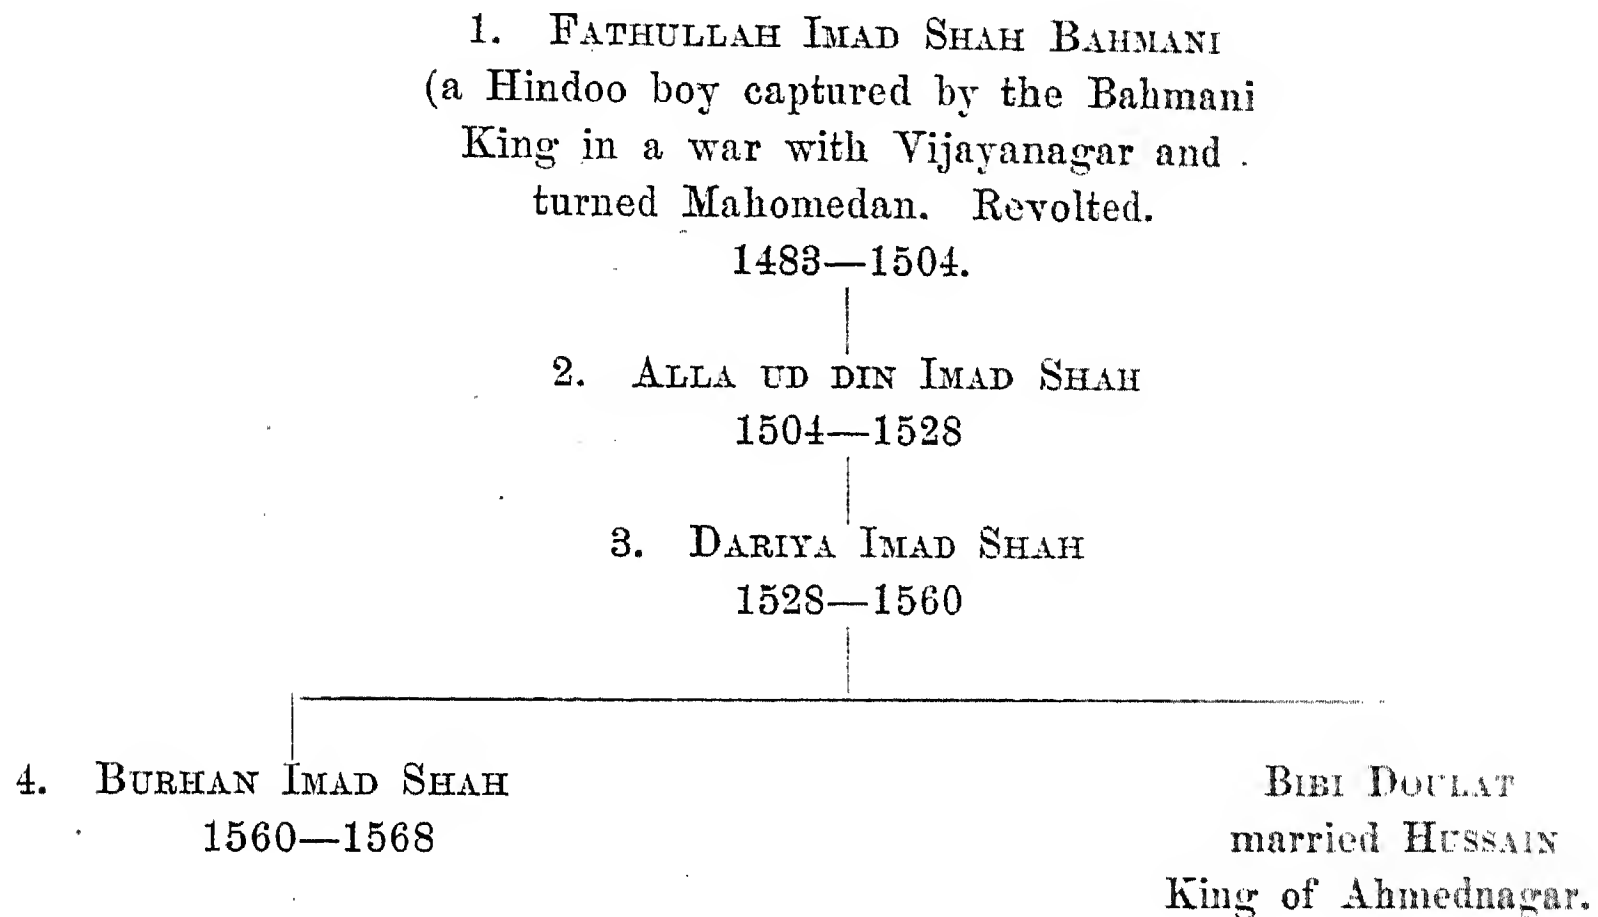 1. Fathullah Imad Shah Bahmani
(a Hindoo boy captured by the Bahmani
King in a war with Vijayanagar and
turned Mahomedan. Revolted.
1483—1504.
2. Alla ud din Imad Shah
1504—1528
3. Dariya Imad Shah
1528—1560
4. Burhan Imad Shah
1560—1568
Bibi Doulat
married Hussain
King of Ahmednagar.